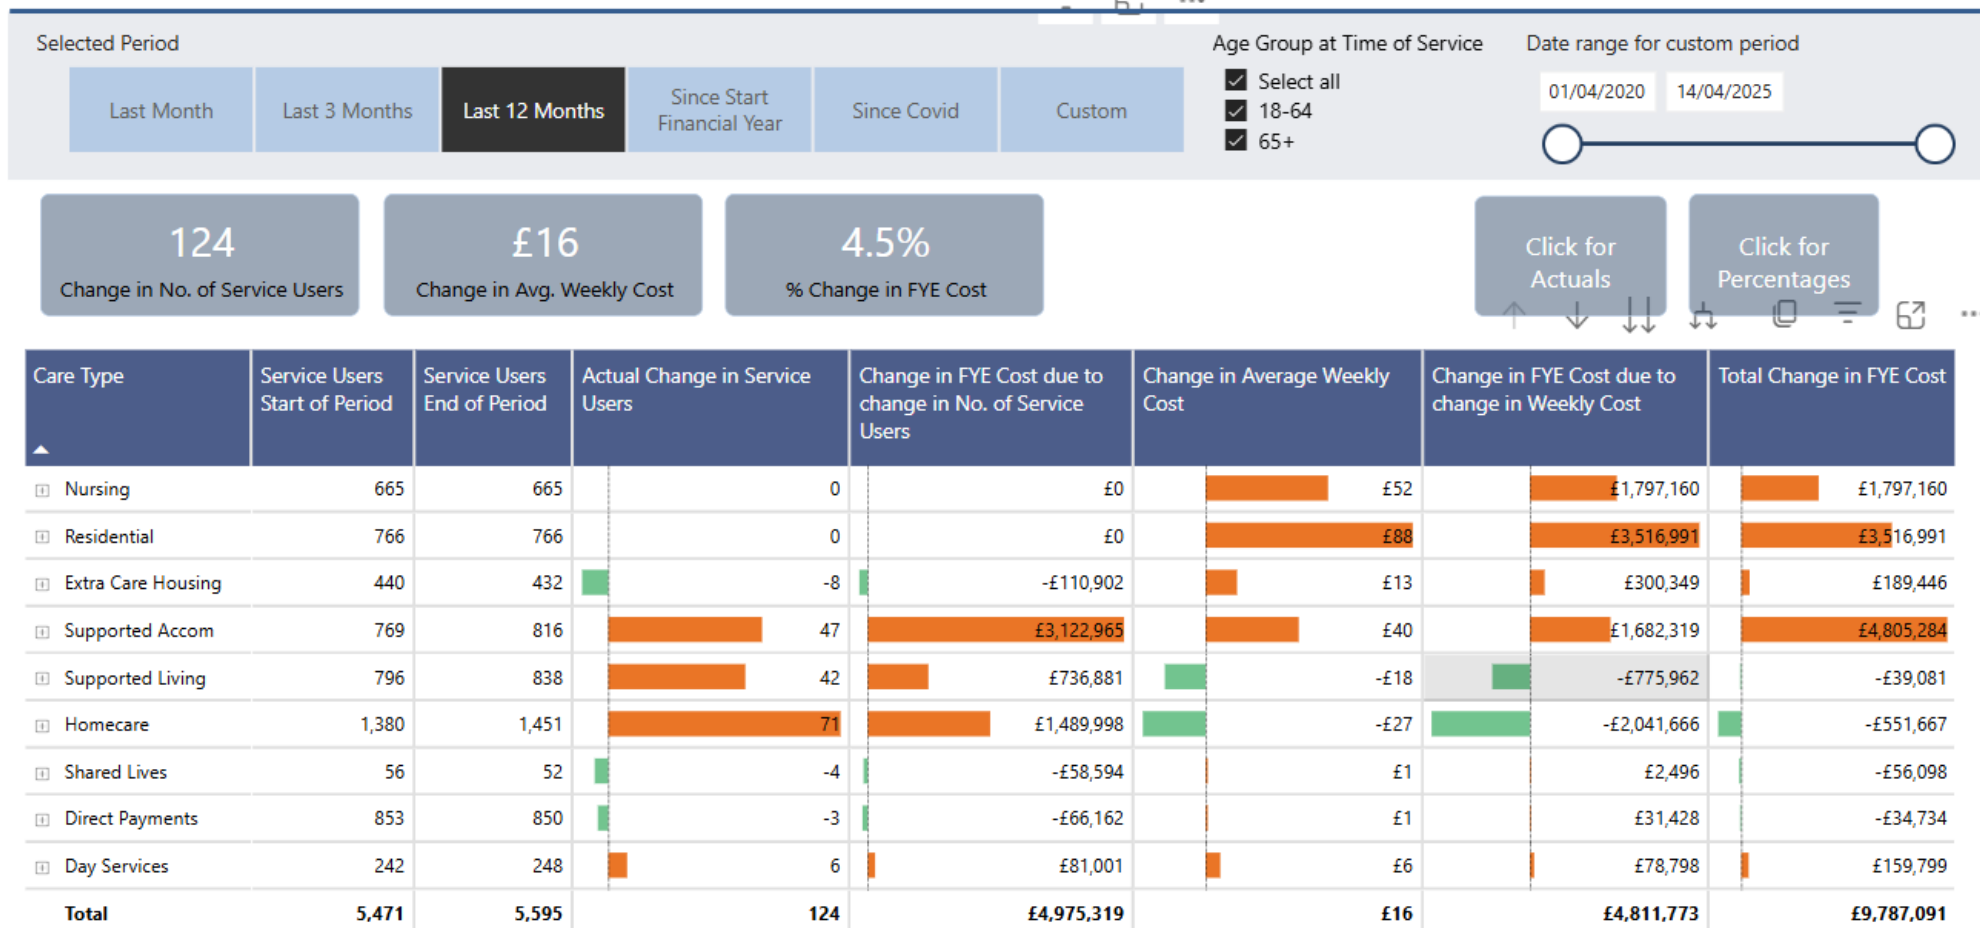 Selected Period
Age Group at Time of Service
Date range for custom period
Last Month
Last 3 Months
Last 12 Months
Since Start
Financial Year
Since Covid
Custom
Select all
18-64
65+
01/04/2020 14/04/2025
124
Change in No. of Service Users
£16
Change in Avg. Weekly Cost
4.5%
% Change in FYE Cost
Click for
Actuals
Click for
Percentages
Care Type
Service Users
Start of Period
Service Users
End of Period
Actual Change in Service
Users
Change in FYE Cost due to
change in No. of Service
Users
Change in Average Weekly
Cost
Change in FYE Cost due to
change in Weekly Cost
Total Change in FYE Cost
Nursing 665 665 0 £0 £52 £1,797,160 £1,797,160
Residential 766 766 0 £0 £88 £3,516,991 £3,516,991
Extra Care Housing 440 432 -8 -£110,902 £13 £300,349 £189,446
Supported Accom 769 816 47 £3,122,965 £40 £1,682,319 £4,805,284
Supported Living 796 838 42 £736,881 -£18 -£775,962 -£39,081
Homecare 1,380 1,451 71 £1,489,998 -£27 -£2,041,666 -£551,667
Shared Lives 56 52 -4 -£58,594 £1 £2,496 -£56,098
Direct Payments 853 850 -3 -£66,162 £1 £31,428 -£34,734
Day Services 242 248 6 £81,001 £6 £78,798 £159,799
Total 5,471 5,595 124 £4,975,319 £16 £4,811,773 £9,787,091